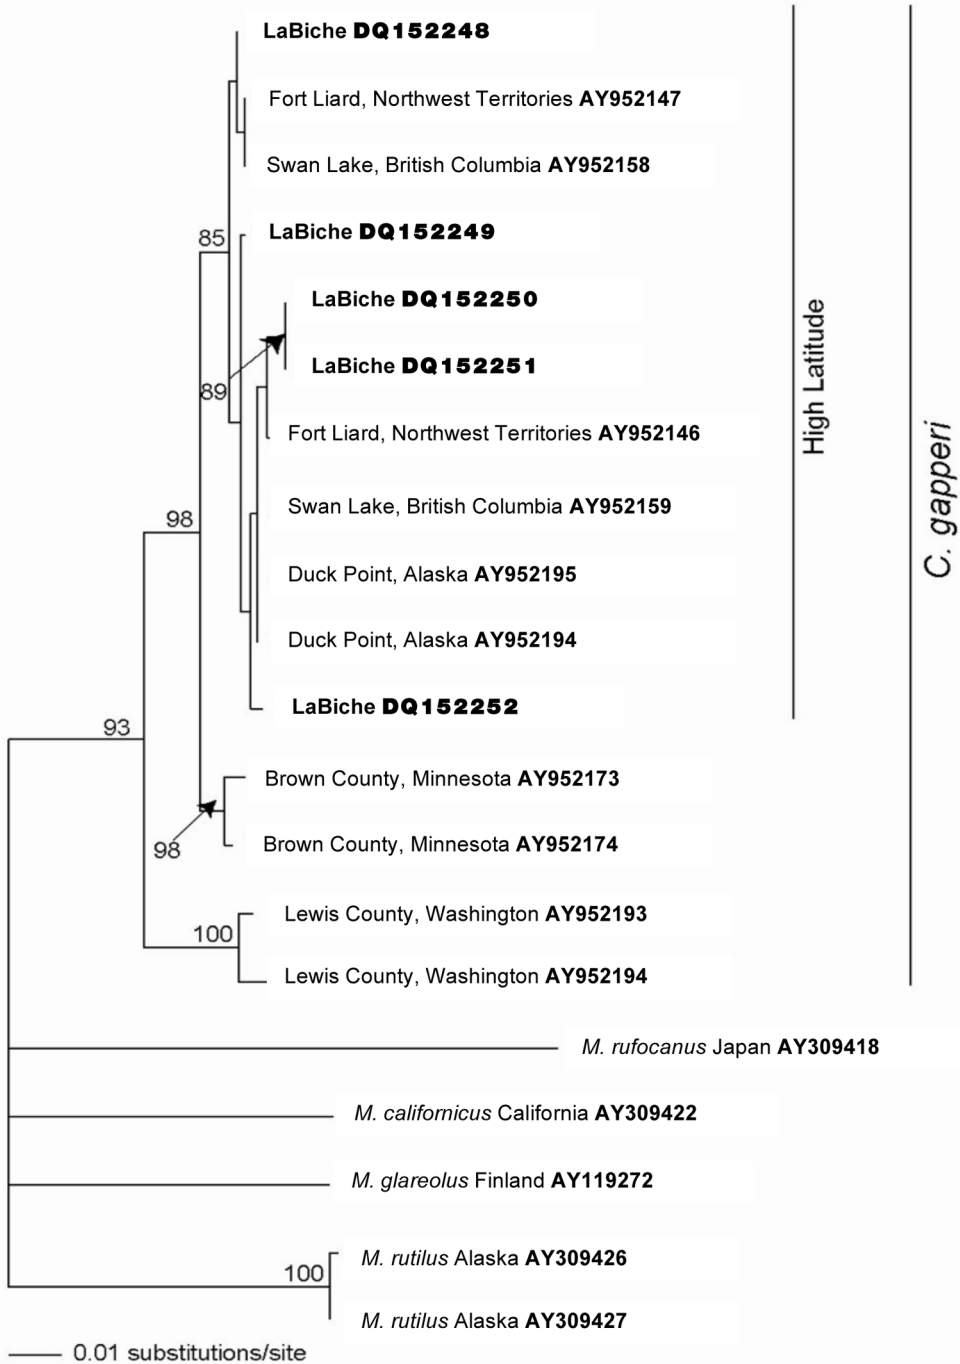 LaBiche DQ152248
Fort Liard, Northwest Territories AY952147
Swan Lake, British Columbia AY952158
LaBiche DQ152249
85
LaBiche DQ152250
LaBiche DQ152251
89
Fort Liard, Northwest Territories AY952146
High Latitude
C. gapperi
Swan Lake, British Columbia AY952159
98
Duck Point, Alaska AY952195
Duck Point, Alaska AY952194
LaBiche DQ152252
93
Brown County, Minnesota AY952173
98
Brown County, Minnesota AY952174
Lewis County, Washington AY952193
100
Lewis County, Washington AY952194
M. rufocanus Japan AY309418
M. californicus California AY309422
M. glareolus Finland AY119272
M. rutilus Alaska AY309426
100
M. rutilus Alaska AY309427
0.01 substitutions/site